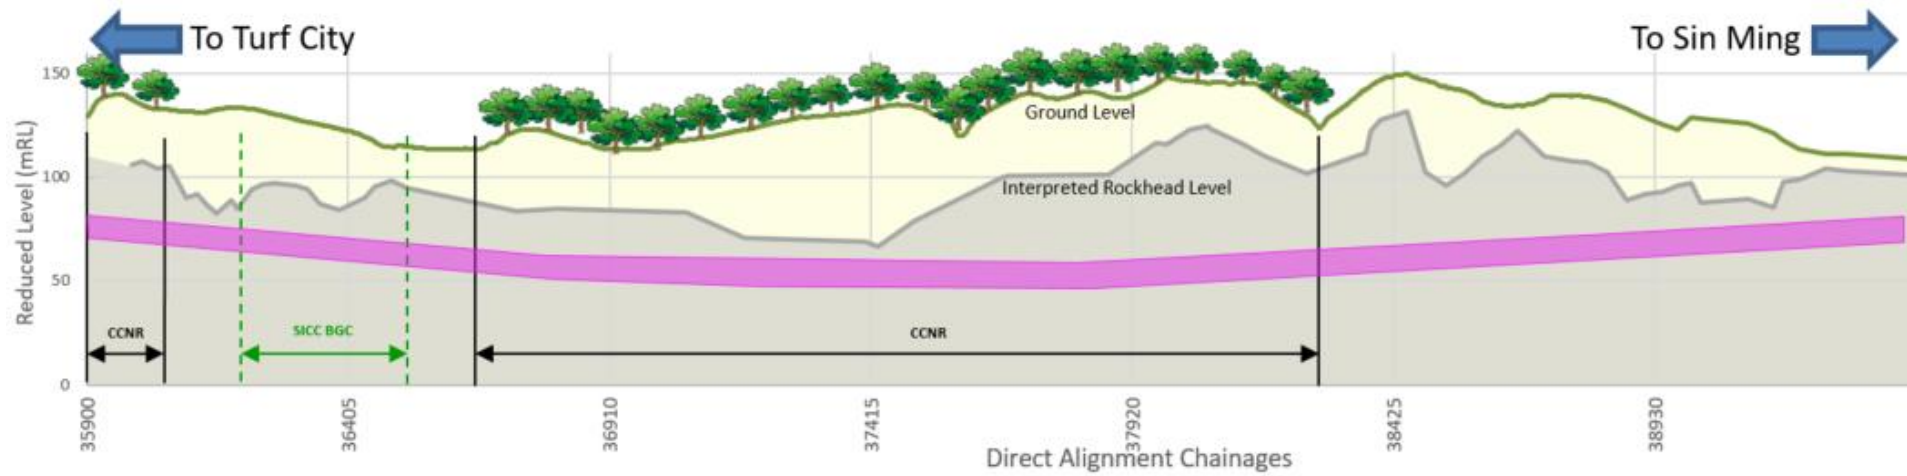 To Turf City
To Sin Ming
Reduced Level (mRL)
150
100
50
0
Ground Level
Interpreted Rockhead Level
CCNR
SICC BGC
CCNR
35900
36405
36910
37415
37920
38425
38930
Direct Alignment Chainages